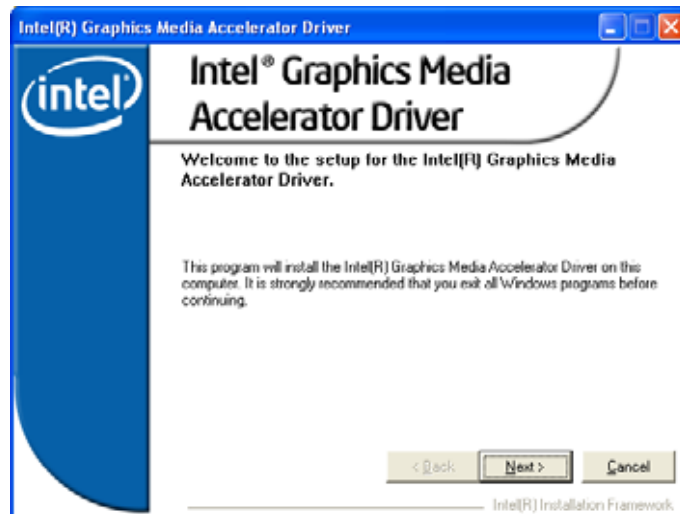 Intel(R) Graphics Media Accelerator Driver
intel
Intel® Graphics Media
Accelerator Driver
Welcome to the setup for the Intel(R) Graphics Media
Accelerator Driver.
This program will install the Intel(R) Graphics Media Accelerator Driver on this
computer. It is strongly recommended that you exit all Windows programs before
continuing.
< Back
Next >
Cancel
Intel(R) Installation Framework